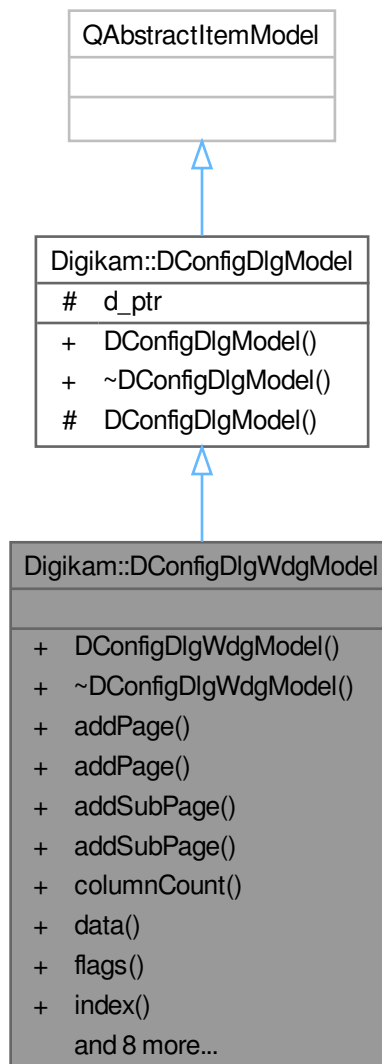 QAbstractItemModel
Digikam::DConfigDlgModel
# d_ptr
+ DConfigDlgModel()
+ ~DConfigDlgModel()
# DConfigDlgModel()
Digikam::DConfigDlgWdgModel
+ DConfigDlgWdgModel()
+ ~DConfigDlgWdgModel()
+ addPage()
+ addPage()
+ addSubPage()
+ addSubPage()
+ columnCount()
+ data()
+ flags()
+ index()
and 8 more...